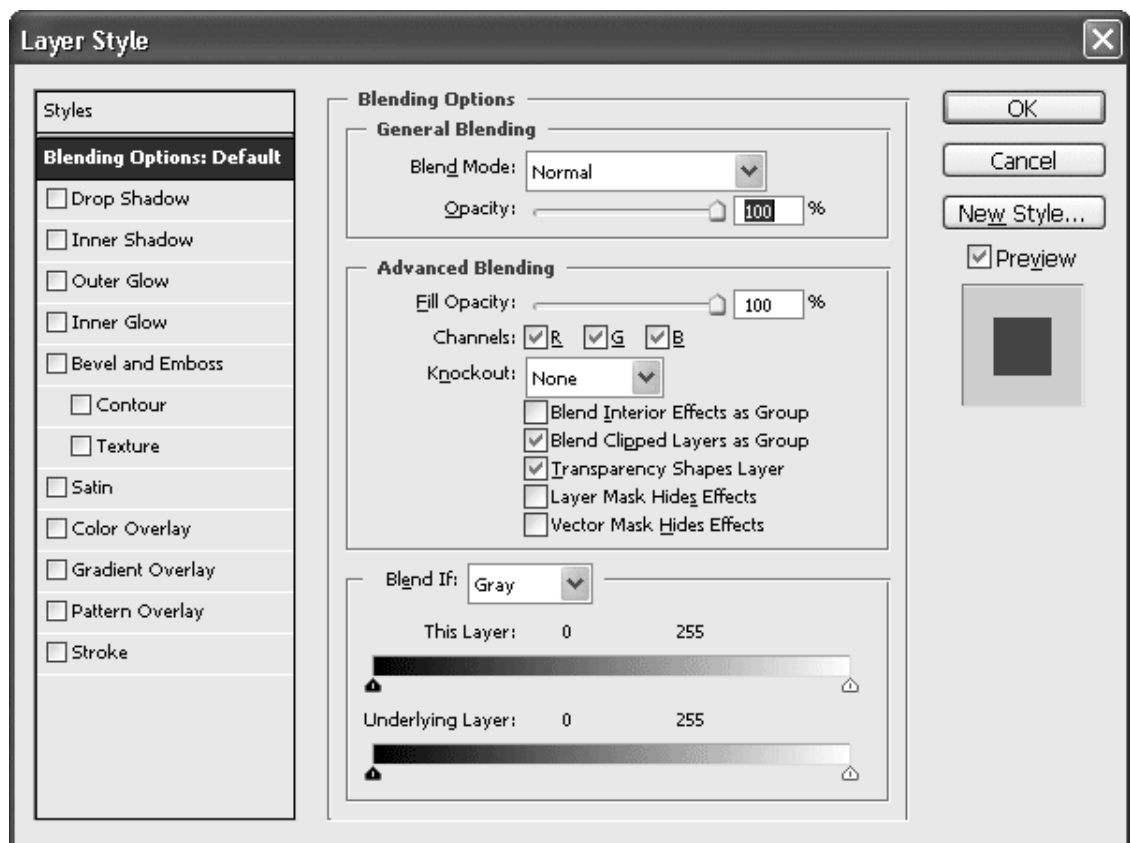 Layer Style
Styles
Blending Options: Default
Drop Shadow
Inner Shadow
Outer Glow
Inner Glow
Bevel and Emboss
Contour
Texture
Satin
Color Overlay
Gradient Overlay
Pattern Overlay
Stroke
Blending Options
General Blending
Blend Mode: Normal
Opacity: 100 %
Advanced Blending
Fill Opacity: 100 %
Channels: R G B
Knockout: None
Blend Interior Effects as Group
Blend Clipped Layers as Group
Transparency Shapes Layer
Layer Mask Hides Effects
Vector Mask Hides Effects
Blend If: Gray
This Layer: 0 255
Underlying Layer: 0 255
OK
Cancel
New Style...
Preview